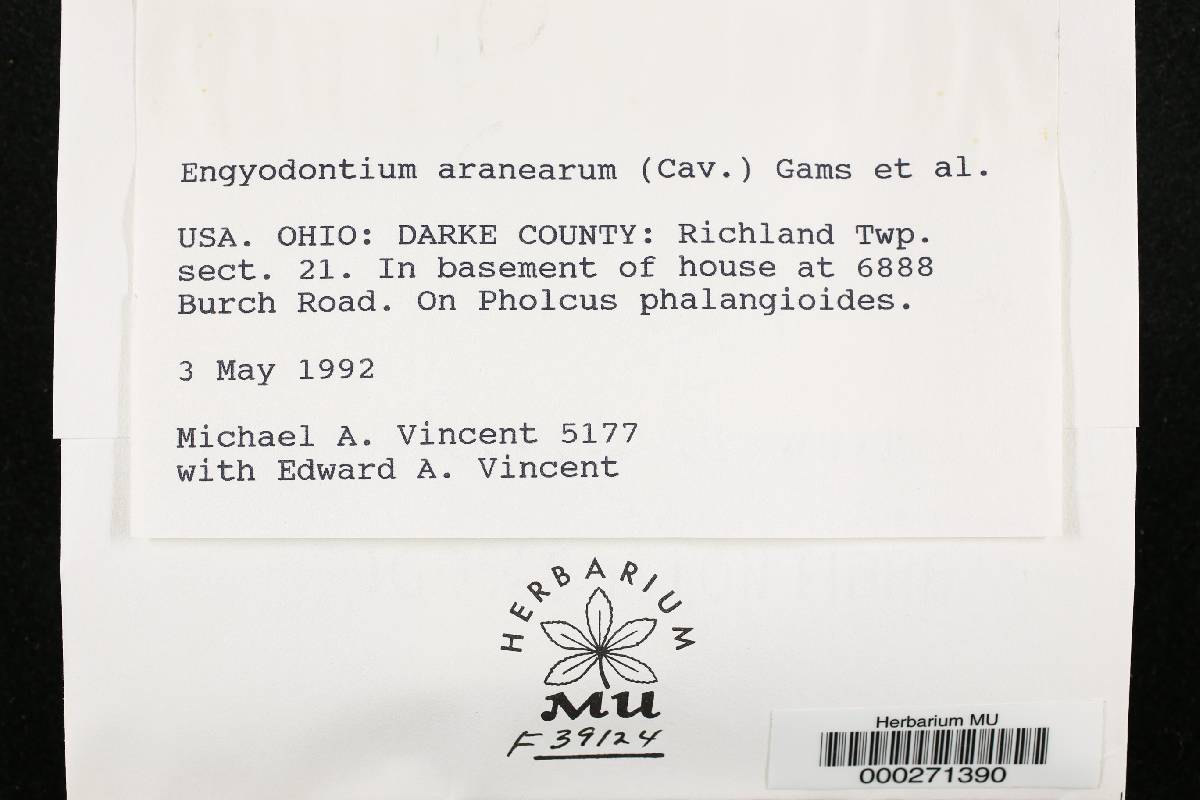 Engyodontium aranearum (Cav.) Gams et al.
USA. OHIO: DARKE COUNTY: Richland Twp.
sect. 21. In basement of house at 6888
Burch Road. On Pholcus phalangioides.
3 May 1992
Michael A. Vincent 5177
with Edward A. Vincent
HERBARIUM
MU
F 39124
Herbarium MU
000271390